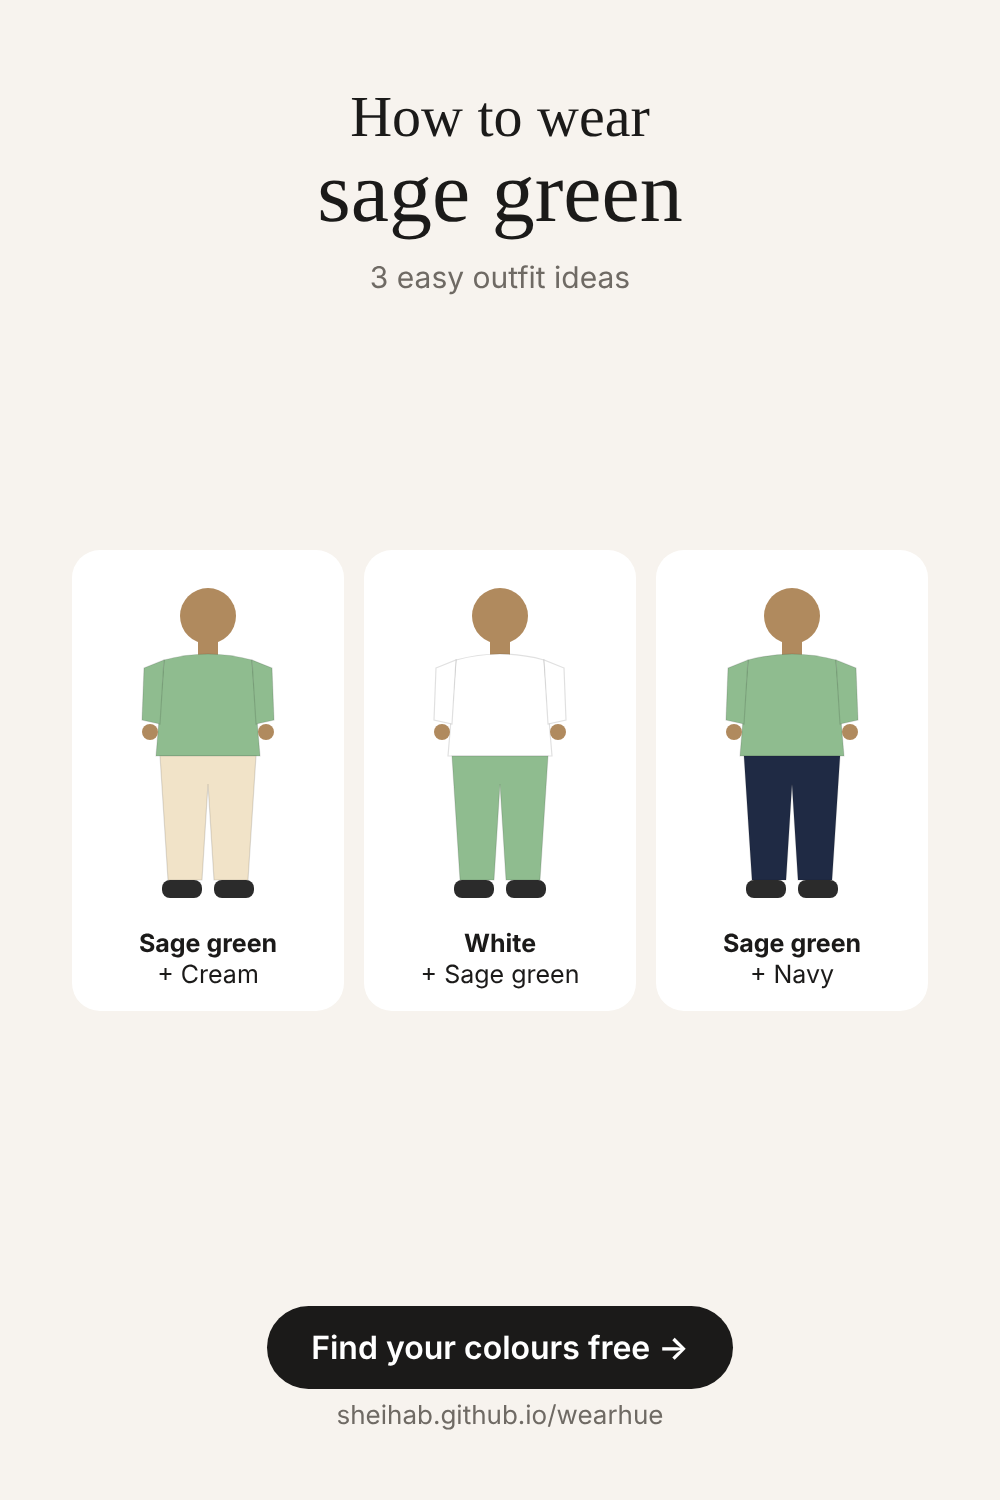 How to wear
sage green
3 easy outfit ideas
Sage green
+ Cream
White
+ Sage green
Sage green
+ Navy
Find your colours free →
sheihab.github.io/wearhue